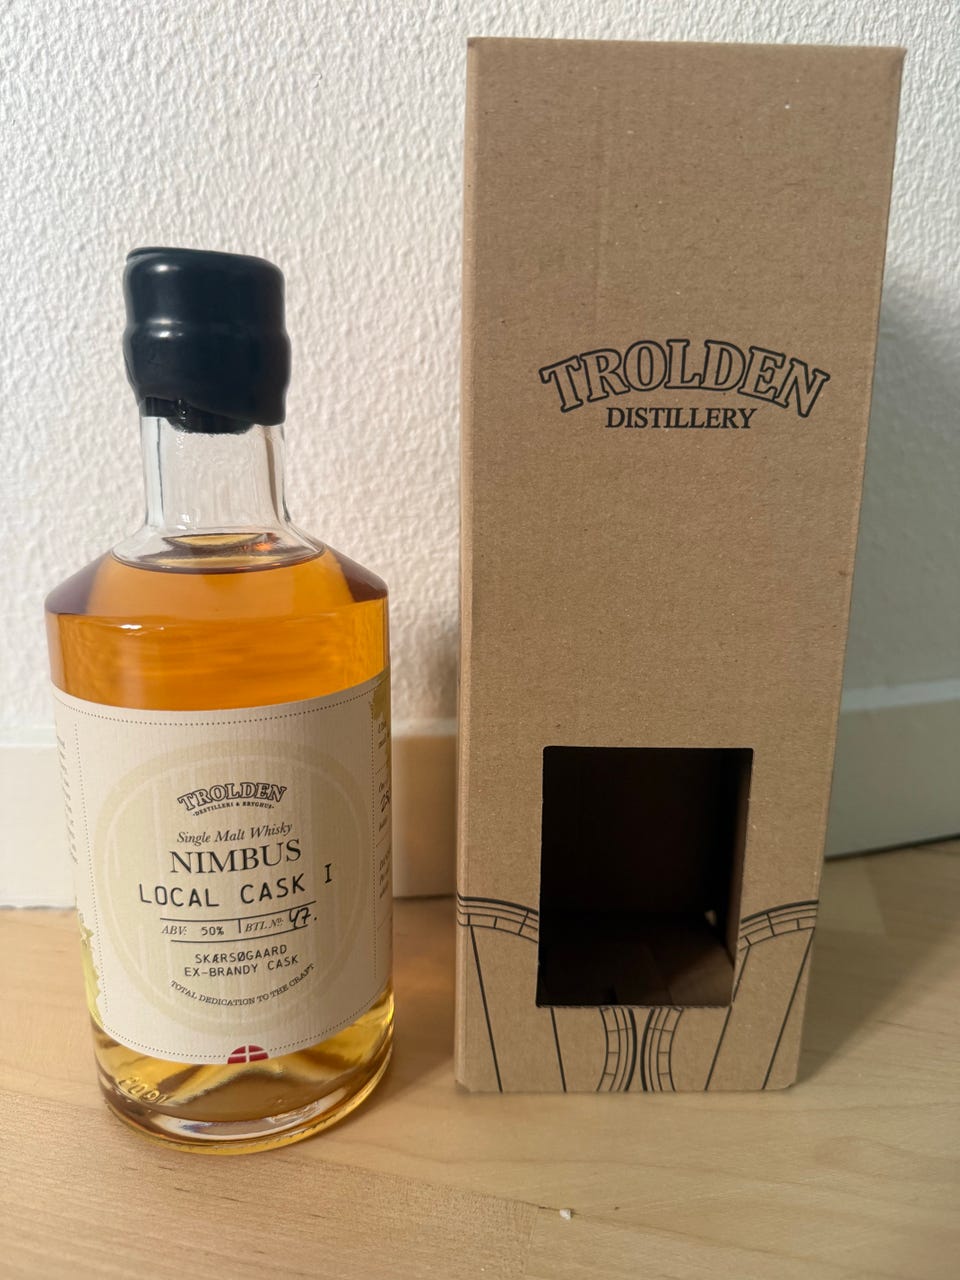 TROLDEN
DISTILLERY
TROLDEN
DESTILLERI & BRYGHUS
Single Malt Whisky
NIMBUS
LOCAL CASK I
ABV: 50% BTL. Nº: 47.
SKÆRSØGAARD
EX-BRANDY CASK
TOTAL DEDICATION TO THE CRAFT